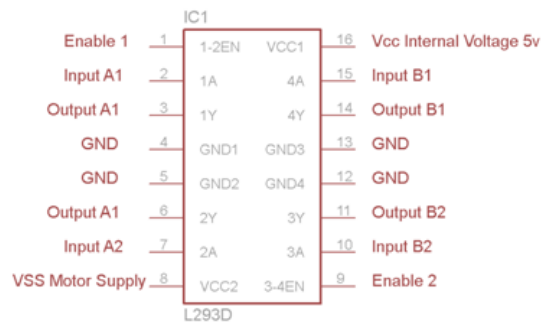 IC1
Enable 1 1 1-2EN VCC1 16 Vcc Internal Voltage 5v
Input A1 2 1A 4A 15 Input B1
Output A1 3 1Y 4Y 14 Output B1
GND 4 GND1 GND3 13 GND
GND 5 GND2 GND4 12 GND
Output A1 6 2Y 3Y 11 Output B2
Input A2 7 2A 3A 10 Input B2
VSS Motor Supply 8 VCC2 3-4EN 9 Enable 2
L293D